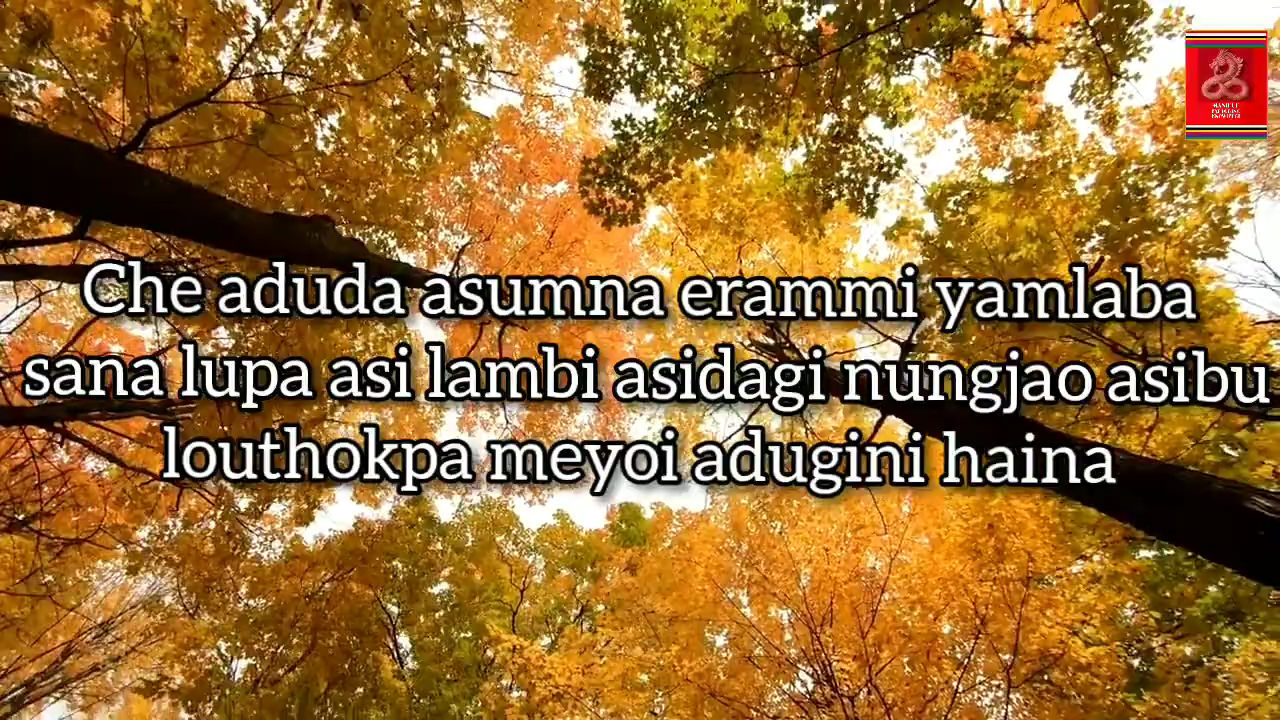 Che aduda asumna erammi yamlaba
sana lupa asi lambi asidagi nungjao asibu
louthokpa meyoi adugini haina